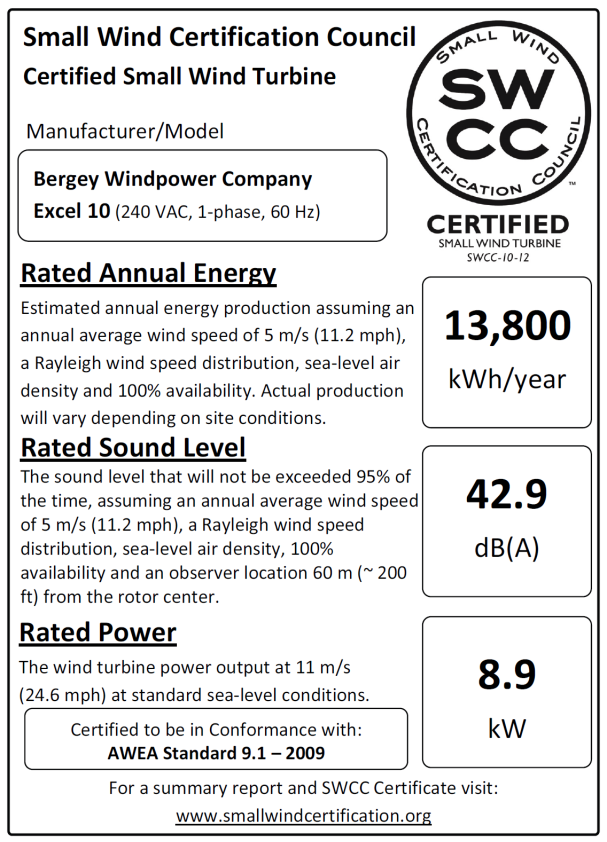 Small Wind Certification Council
Certified Small Wind Turbine
SMALL WIND
SW
CC
CERTIFICATION COUNCIL
™
CERTIFIED
SMALL WIND TURBINE
SWCC-10-12
Manufacturer/Model
Bergey Windpower Company
Excel 10 (240 VAC, 1-phase, 60 Hz)
Rated Annual Energy
Estimated annual energy production assuming an
annual average wind speed of 5 m/s (11.2 mph),
a Rayleigh wind speed distribution, sea-level air
density and 100% availability. Actual production
will vary depending on site conditions.
13,800
kWh/year
Rated Sound Level
The sound level that will not be exceeded 95% of
the time, assuming an annual average wind speed
of 5 m/s (11.2 mph), a Rayleigh wind speed
distribution, sea-level air density, 100%
availability and an observer location 60 m (~ 200
ft) from the rotor center.
42.9
dB(A)
Rated Power
The wind turbine power output at 11 m/s
(24.6 mph) at standard sea-level conditions.
8.9
kW
Certified to be in Conformance with:
AWEA Standard 9.1 – 2009
For a summary report and SWCC Certificate visit:
www.smallwindcertification.org